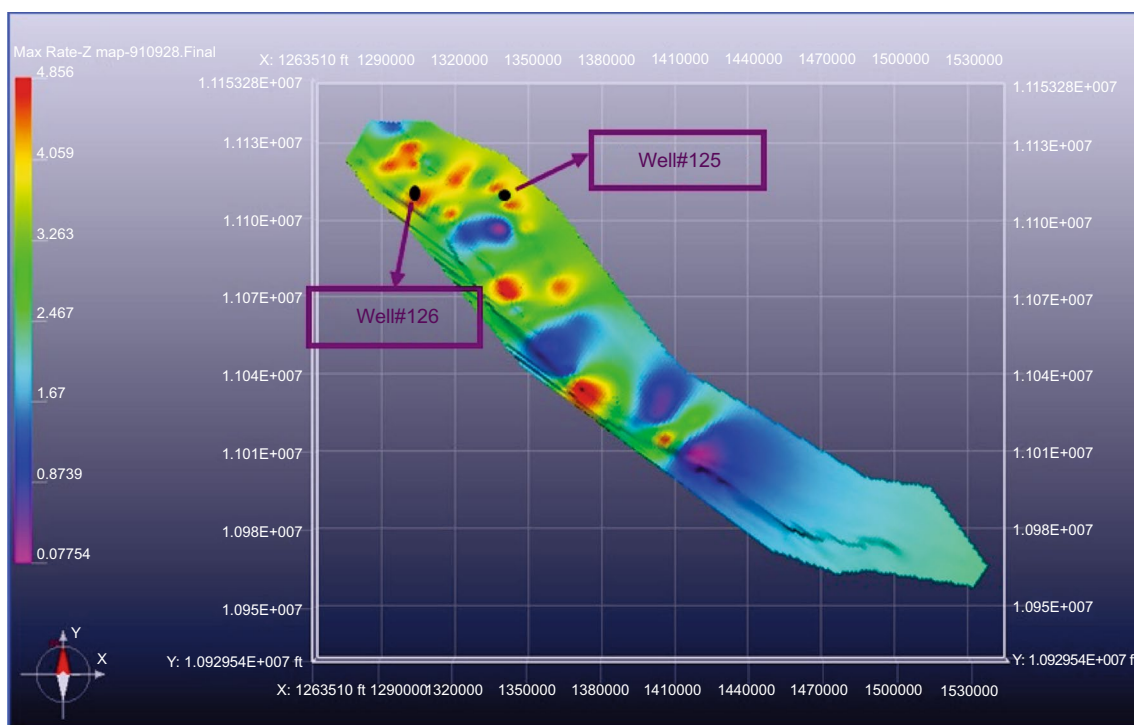 Max Rate-Z map-910928.Final
X: 1263510 ft 1290000 1320000 1350000 1380000 1410000 1440000 1470000 1500000 1530000
4.856
4.059
3.263
2.467
1.67
0.8739
0.07754
1.115328E+007
1.113E+007
1.110E+007
1.107E+007
1.104E+007
1.101E+007
1.098E+007
1.095E+007
Y: 1.092954E+007 ft
Well#125
Well#126
1.115328E+007
1.113E+007
1.110E+007
1.107E+007
1.104E+007
1.101E+007
1.098E+007
1.095E+007
Y: 1.092954E+007 ft
Y
X
X: 1263510 ft 1290000 1320000 1350000 1380000 1410000 1440000 1470000 1500000 1530000